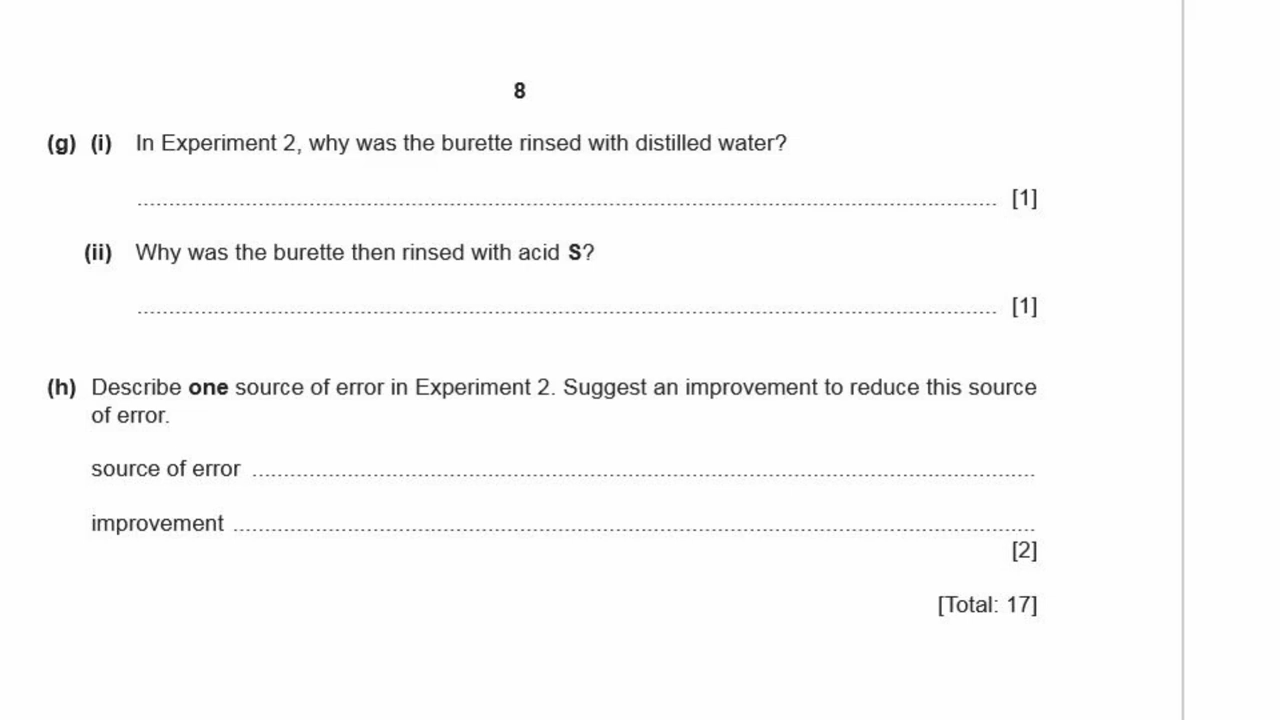 8
(g) (i) In Experiment 2, why was the burette rinsed with distilled water?
........................................................................................................................................ [1]
(ii) Why was the burette then rinsed with acid S?
........................................................................................................................................ [1]
(h) Describe one source of error in Experiment 2. Suggest an improvement to reduce this source
of error.
source of error ............................................................................................................................
improvement ...............................................................................................................................
[2]
[Total: 17]